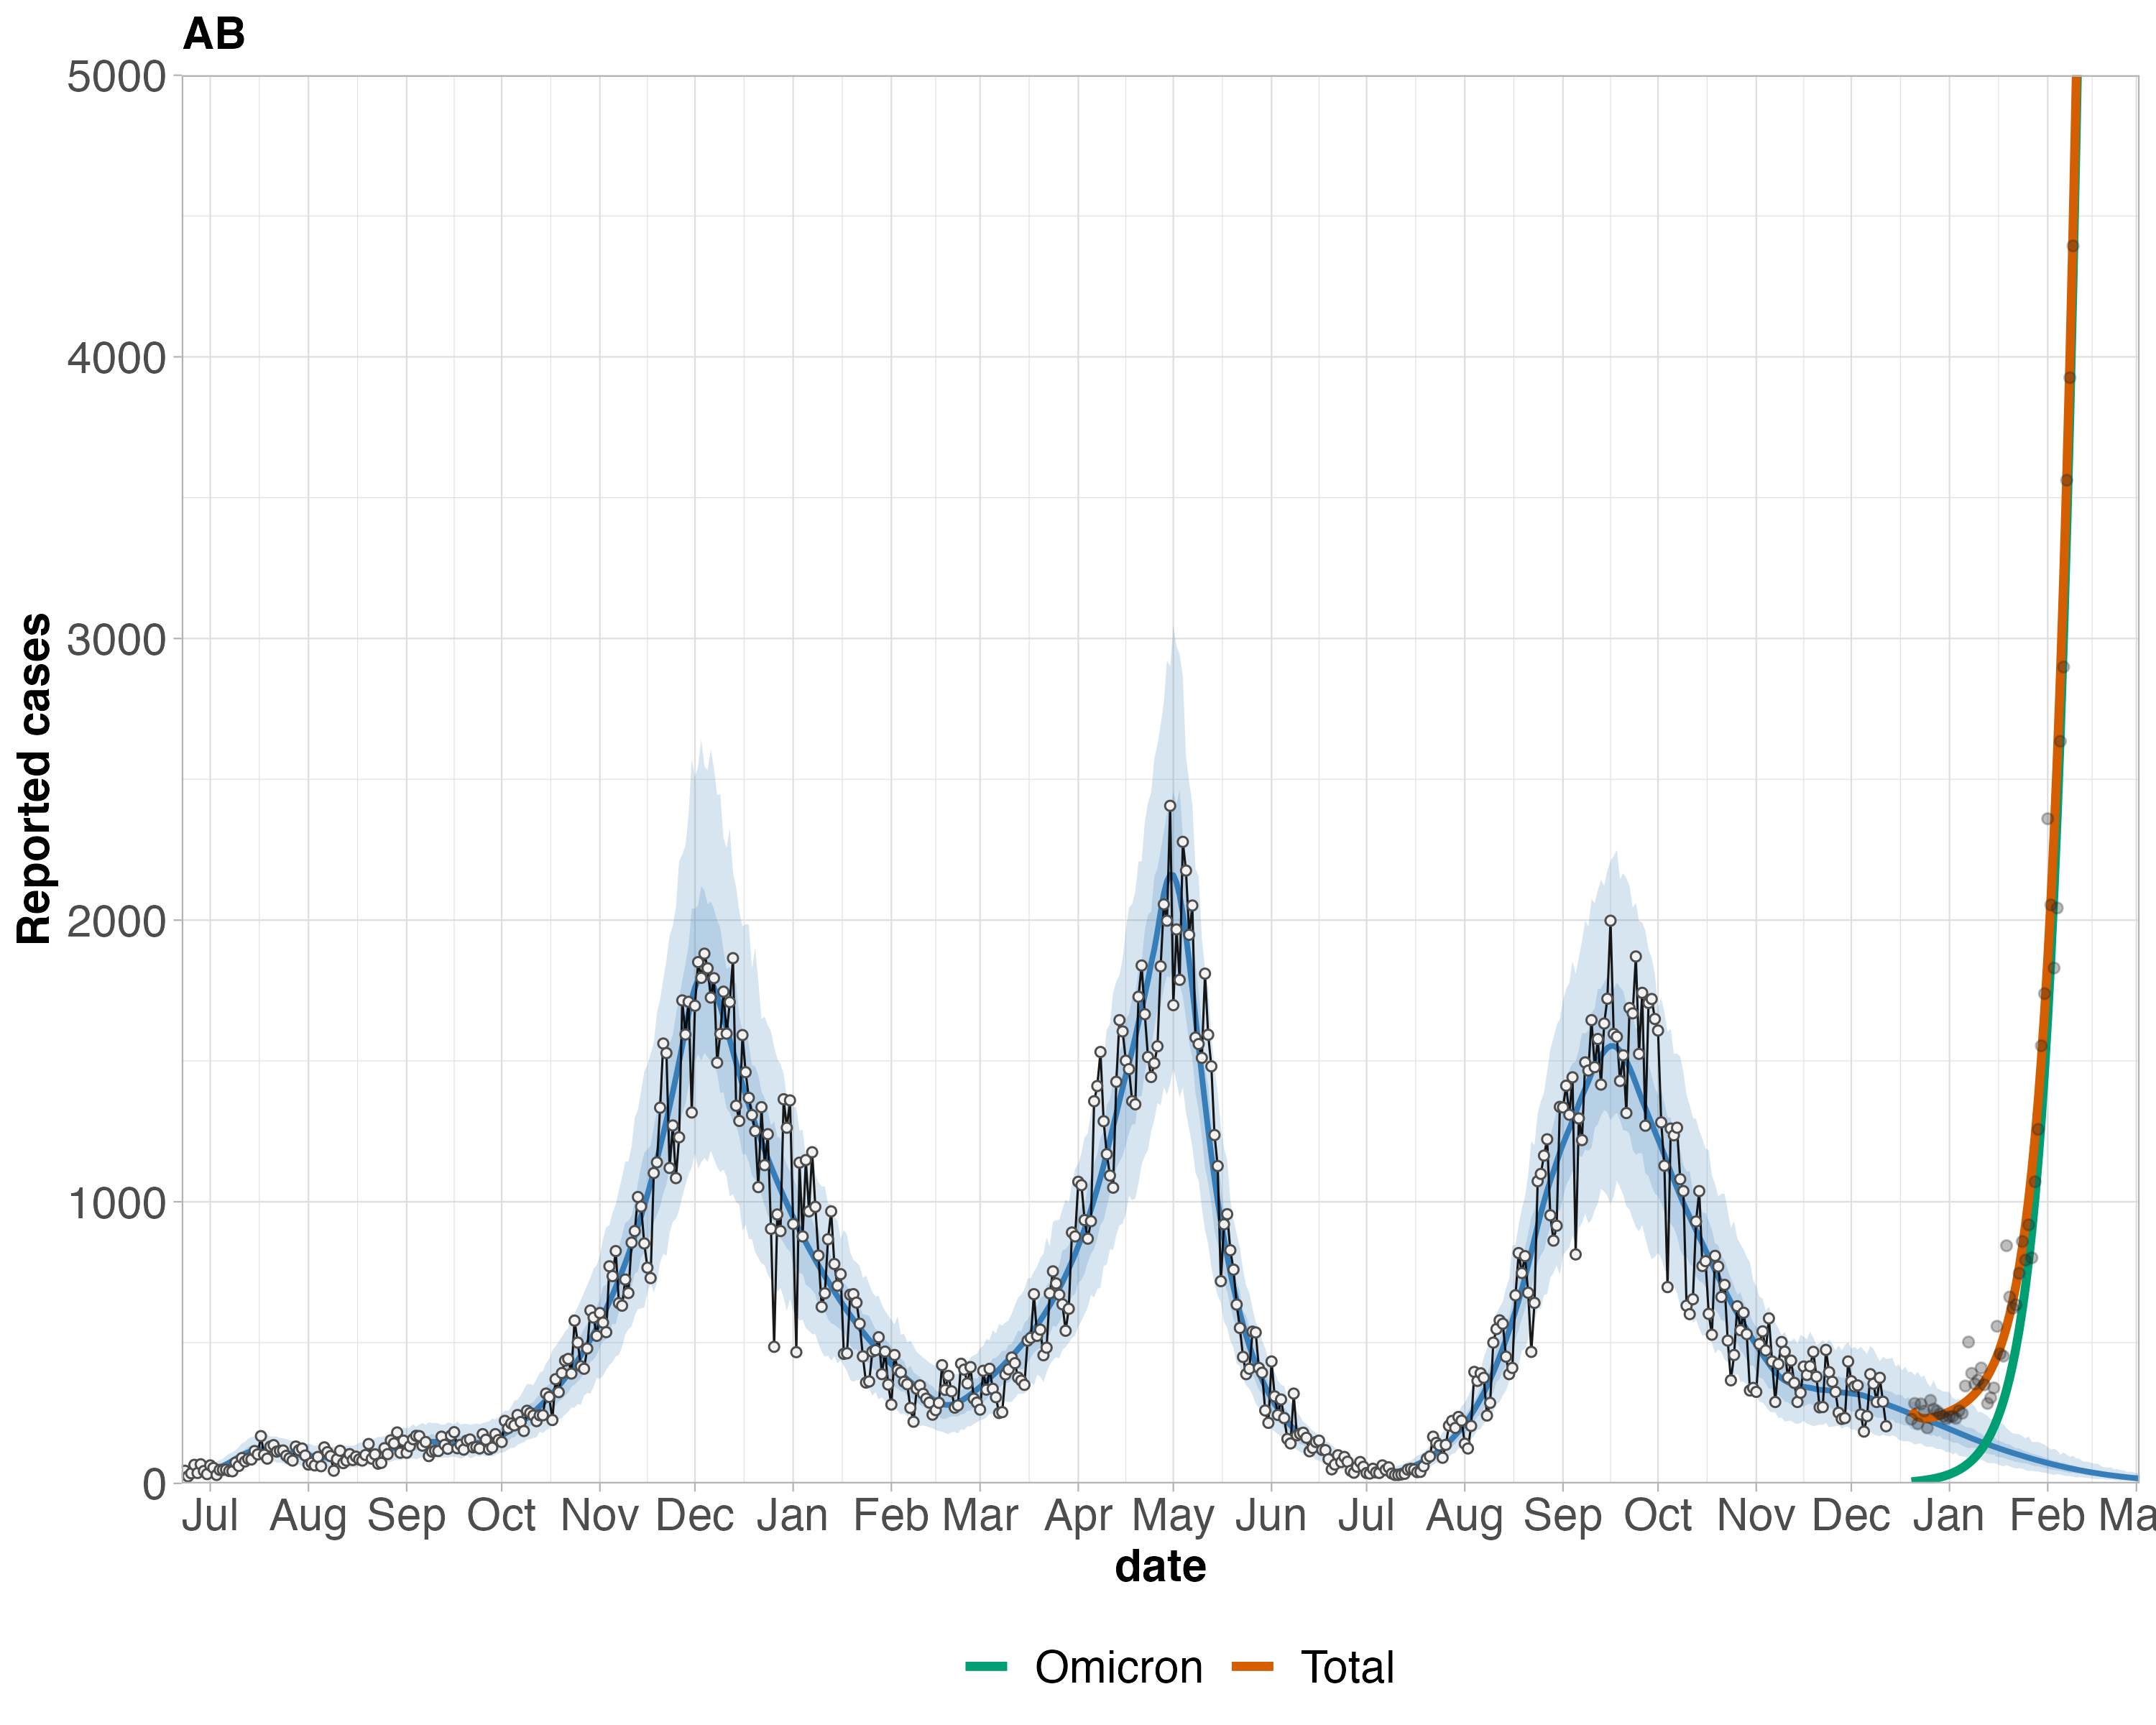 AB
5000
4000
3000
2000
1000
0
Reported cases
Jul Aug Sep Oct Nov Dec Jan Feb Mar Apr May Jun Jul Aug Sep Oct Nov Dec Jan Feb Ma
date
Omicron Total